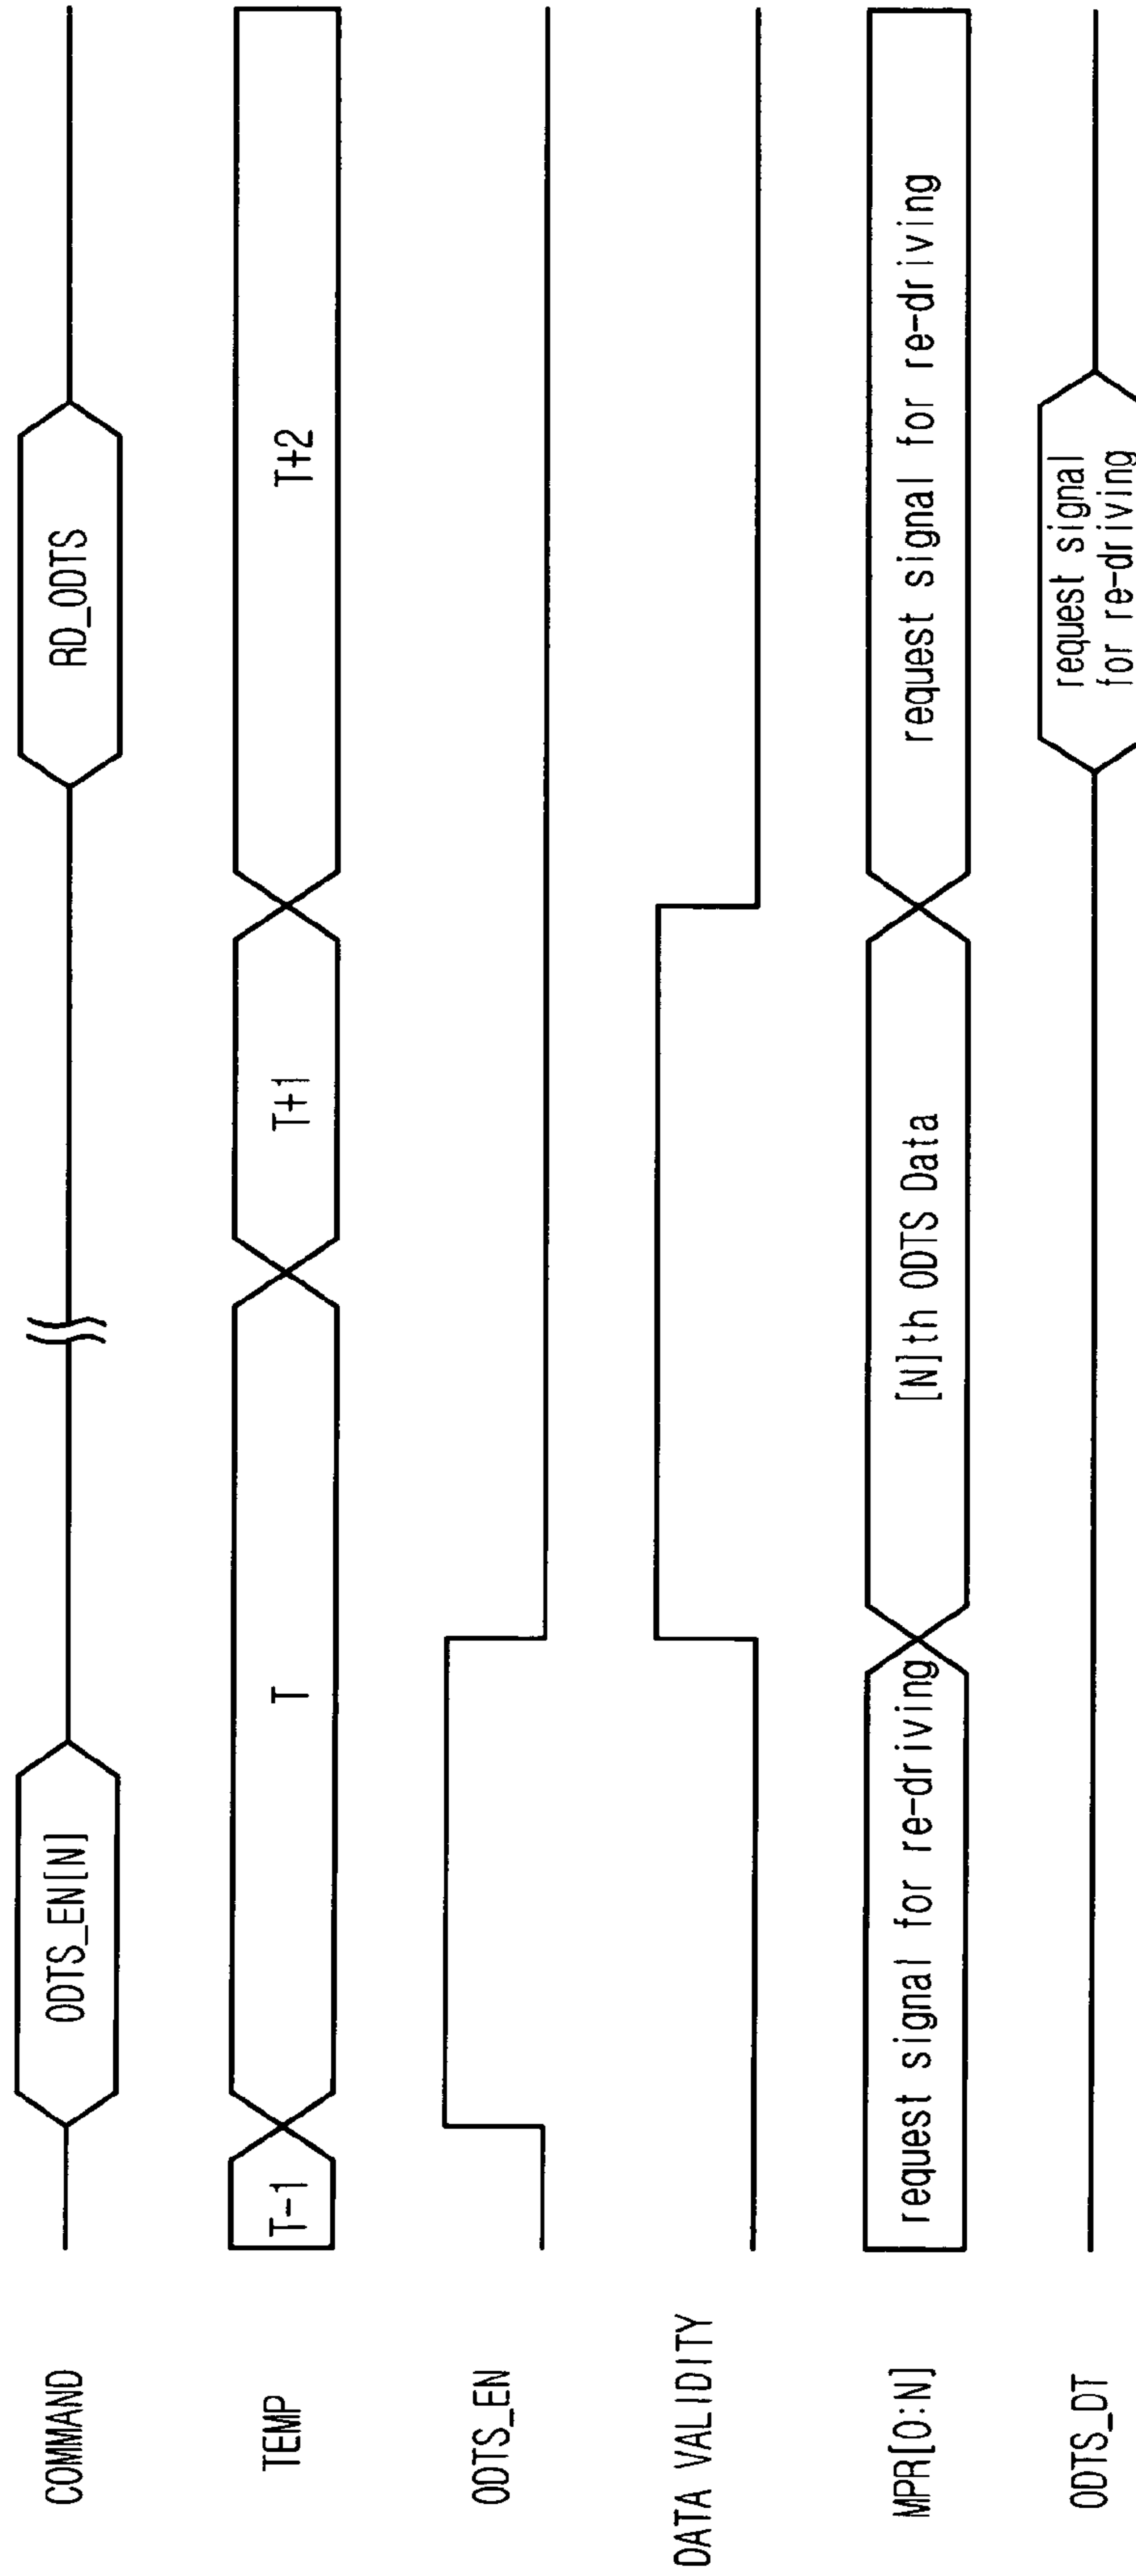 COMMAND
ODTS_EN[N]
RD_ODTS
TEMP
T-1
T
T+1
T+2
ODTS_EN
DATA VALIDITY
MPR[0:N]
request signal for re-driving
[N]th ODTS Data
request signal for re-driving
ODTS_DT
request signal
for re-driving